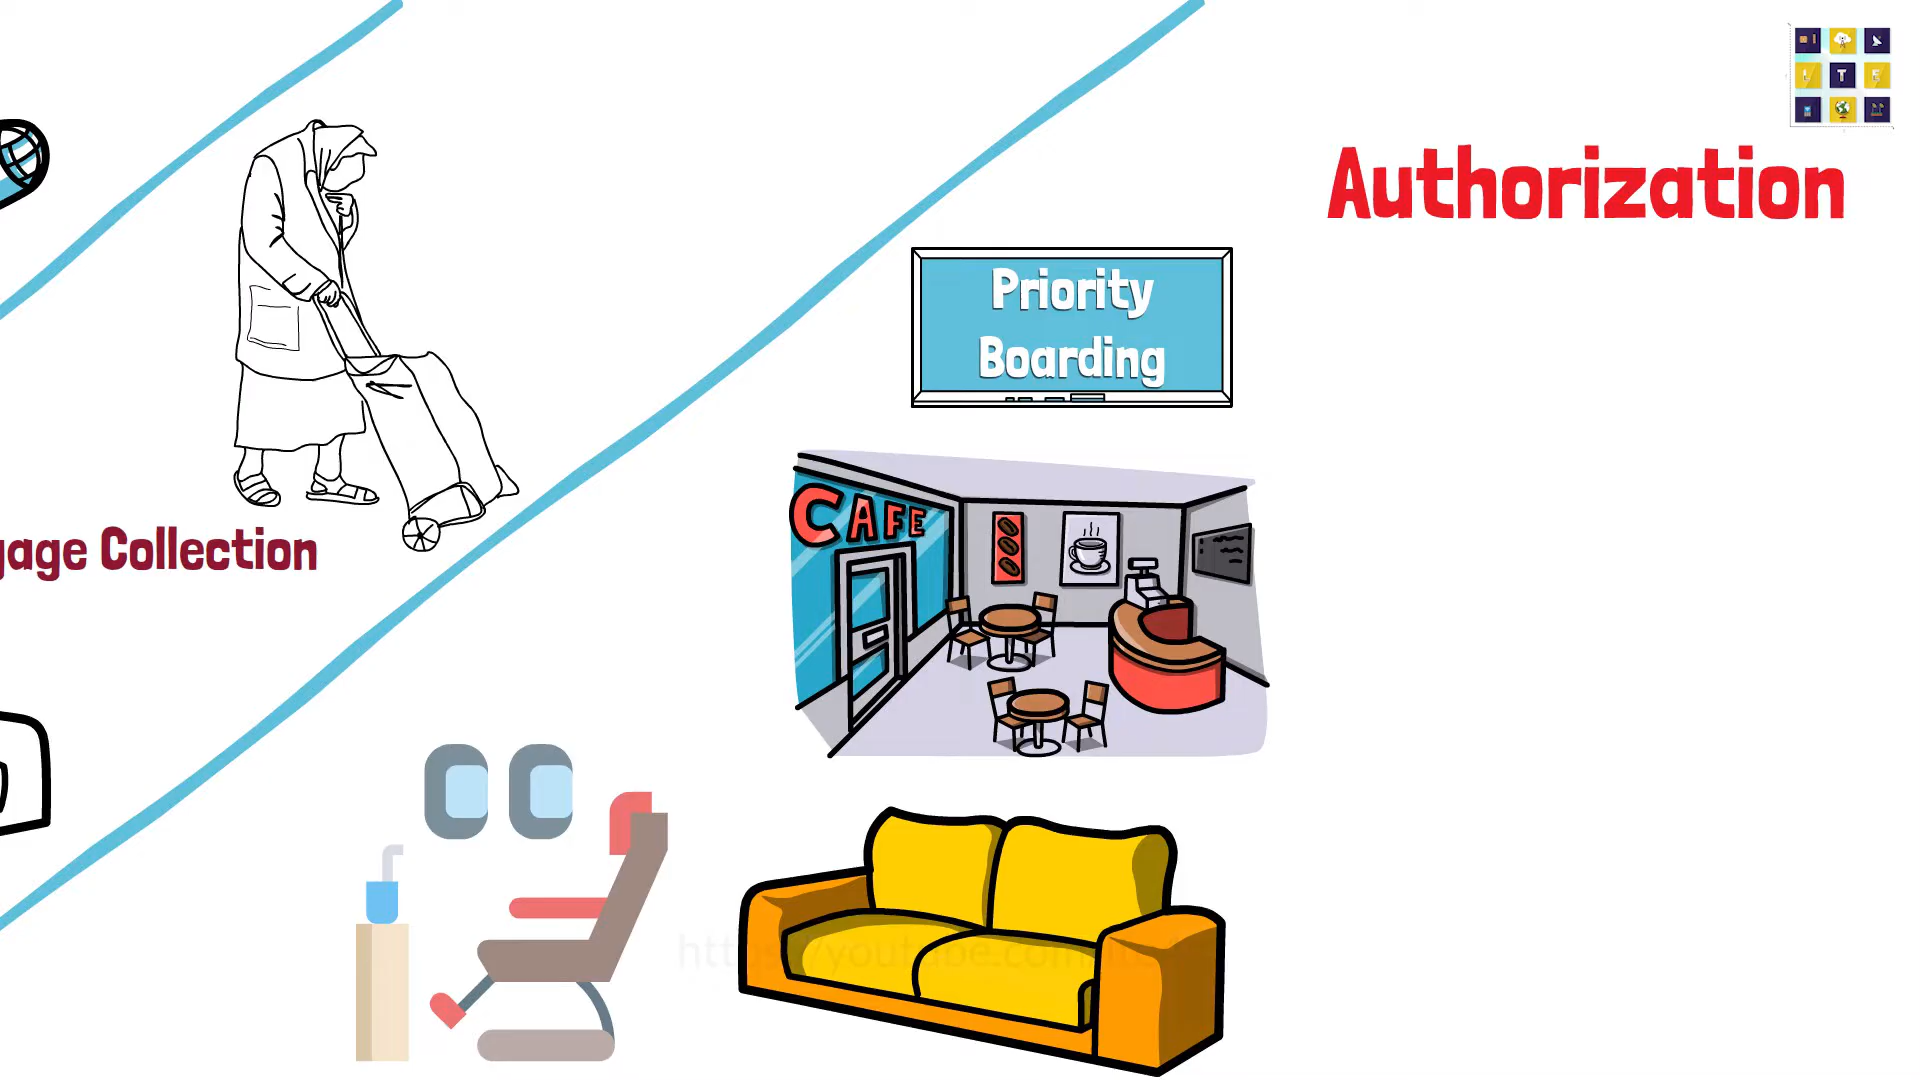 Authorization
Priority
Boarding
CAFE
gage Collection
T